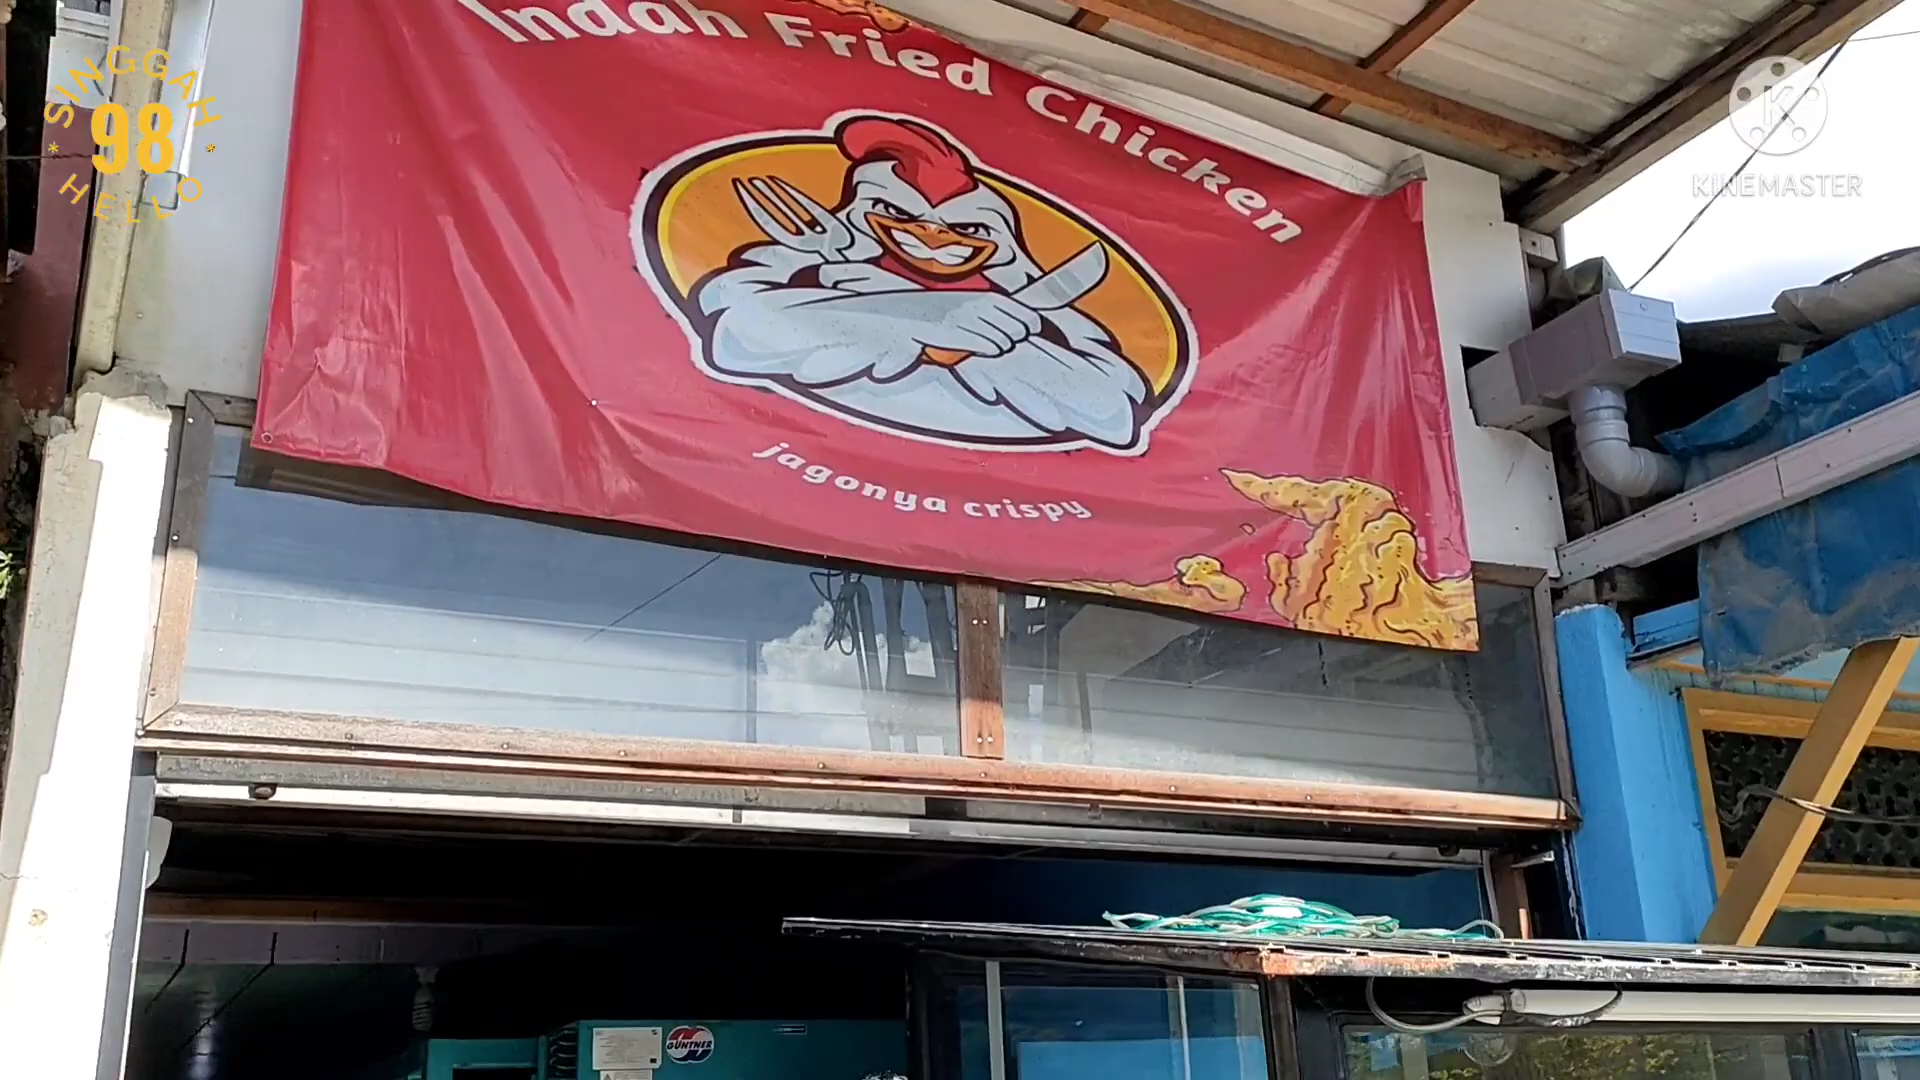 Indah Fried Chicken
jagonya crispy
SINGGAH
98
HELLO
KINEMASTER
GÜNTNER